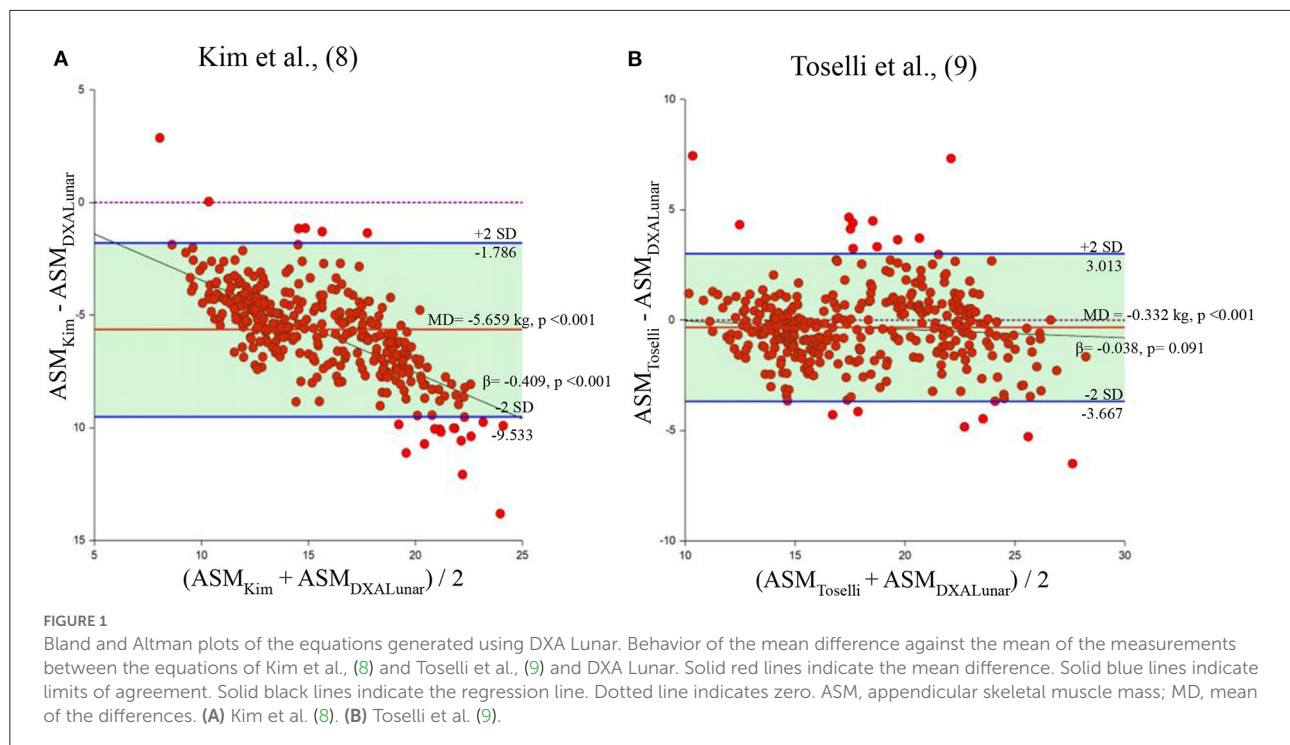 A
Kim et al., (8)
5
0
-5
10
15
ASMKim - ASMDXALunar
+2 SD
-1.786
MD= -5.659 kg, p <0.001
β= -0.409, p <0.001
-2 SD
-9.533
5 10 15 20 25
(ASMKim + ASMDXALunar) / 2
B
Toselli et al., (9)
10
5
0
-5
-10
ASMToselli - ASMDXALunar
+2 SD
3.013
MD = -0.332 kg, p <0.001
β= -0.038, p= 0.091
-2 SD
-3.667
10 15 20 25 30
(ASMToselli + ASMDXALunar) / 2
FIGURE 1
Bland and Altman plots of the equations generated using DXA Lunar. Behavior of the mean difference against the mean of the measurements
between the equations of Kim et al., (8) and Toselli et al., (9) and DXA Lunar. Solid red lines indicate the mean difference. Solid blue lines indicate
limits of agreement. Solid black lines indicate the regression line. Dotted line indicates zero. ASM, appendicular skeletal muscle mass; MD, mean
of the differences. (A) Kim et al. (8). (B) Toselli et al. (9).